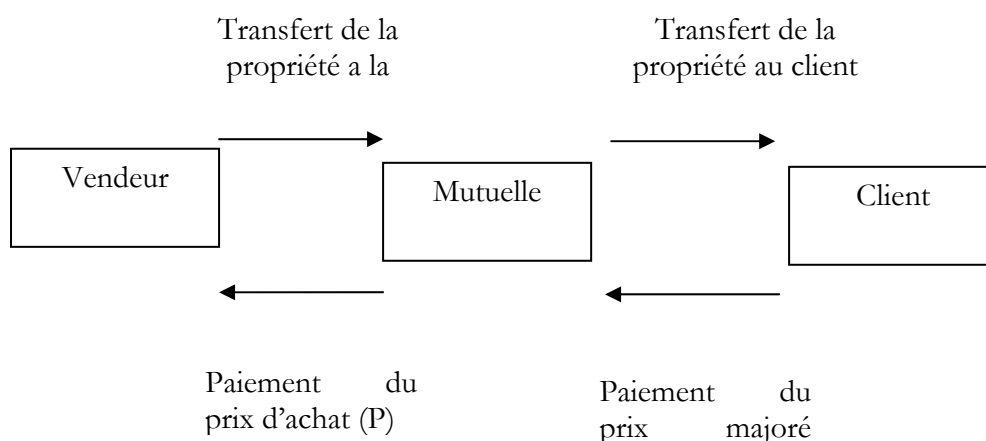 Transfert de la
propriété a la
Transfert de la
propriété au client
Vendeur
Mutuelle
Client
Paiement du
prix d’achat (P)
Paiement du
prix majoré